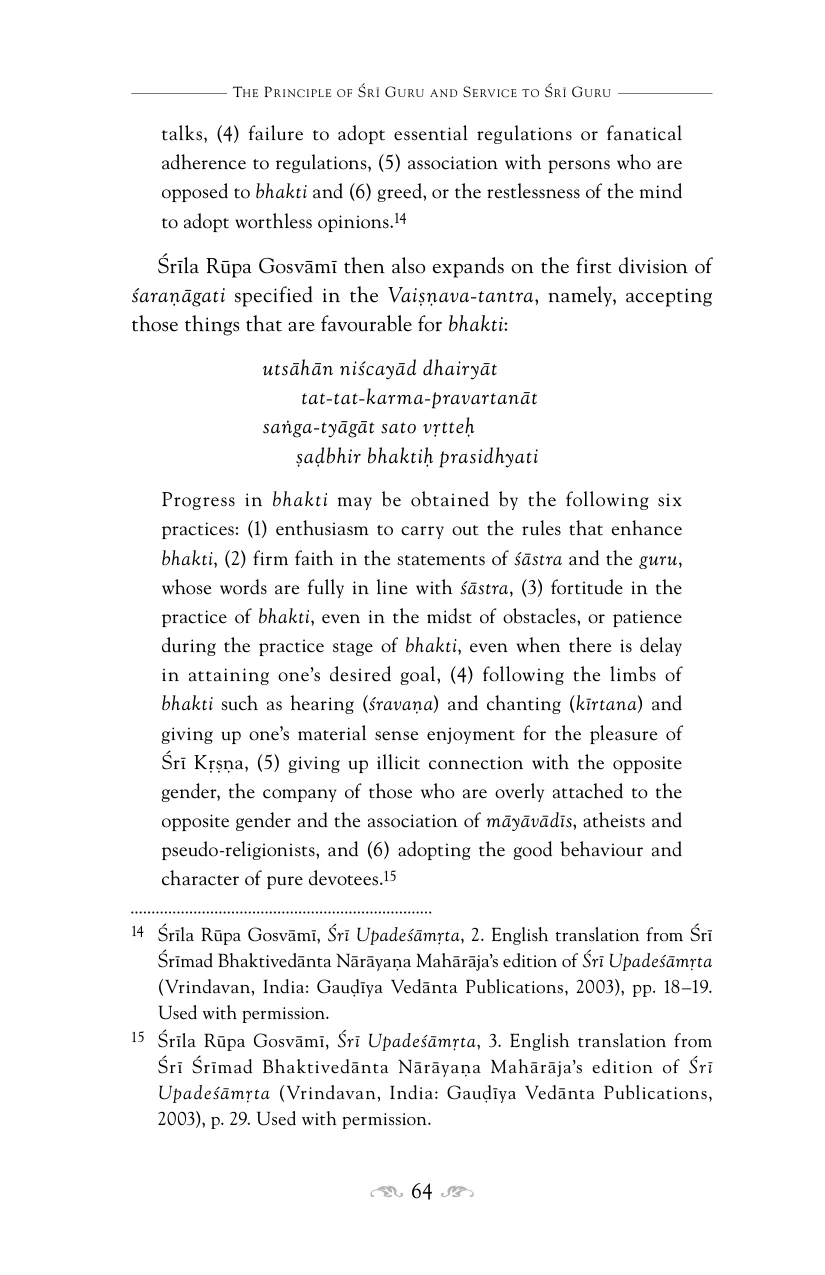 The Principle of Śrī Guru and Service to Śrī Guru
talks, (4) failure to adopt essential regulations or fanatical
adherence to regulations, (5) association with persons who are
opposed to bhakti and (6) greed, or the restlessness of the mind
to adopt worthless opinions.14
Śrīla Rūpa Gosvāmī then also expands on the first division of
śaraṇāgati specified in the Vaiṣṇava-tantra, namely, accepting
those things that are favourable for bhakti:
utsāhān niścayād dhairyāt
tat-tat-karma-pravartanāt
saṅga-tyāgāt sato vṛtteḥ
ṣaḍbhir bhaktiḥ prasidhyati
Progress in bhakti may be obtained by the following six
practices: (1) enthusiasm to carry out the rules that enhance
bhakti, (2) firm faith in the statements of śāstra and the guru,
whose words are fully in line with śāstra, (3) fortitude in the
practice of bhakti, even in the midst of obstacles, or patience
during the practice stage of bhakti, even when there is delay
in attaining one’s desired goal, (4) following the limbs of
bhakti such as hearing (śravaṇa) and chanting (kīrtana) and
giving up one’s material sense enjoyment for the pleasure of
Śrī Kṛṣṇa, (5) giving up illicit connection with the opposite
gender, the company of those who are overly attached to the
opposite gender and the association of māyāvādīs, atheists and
pseudo-religionists, and (6) adopting the good behaviour and
character of pure devotees.15
14 Śrīla Rūpa Gosvāmī, Śrī Upadeśāmṛta, 2. English translation from Śrī
Śrīmad Bhaktivedānta Nārāyaṇa Mahārāja’s edition of Śrī Upadeśāmṛta
(Vrindavan, India: Gauḍīya Vedānta Publications, 2003), pp. 18–19.
Used with permission.
15 Śrīla Rūpa Gosvāmī, Śrī Upadeśāmṛta, 3. English translation from
Śrī Śrīmad Bhaktivedānta Nārāyaṇa Mahārāja’s edition of Śrī
Upadeśāmṛta (Vrindavan, India: Gauḍīya Vedānta Publications,
2003), p. 29. Used with permission.
64